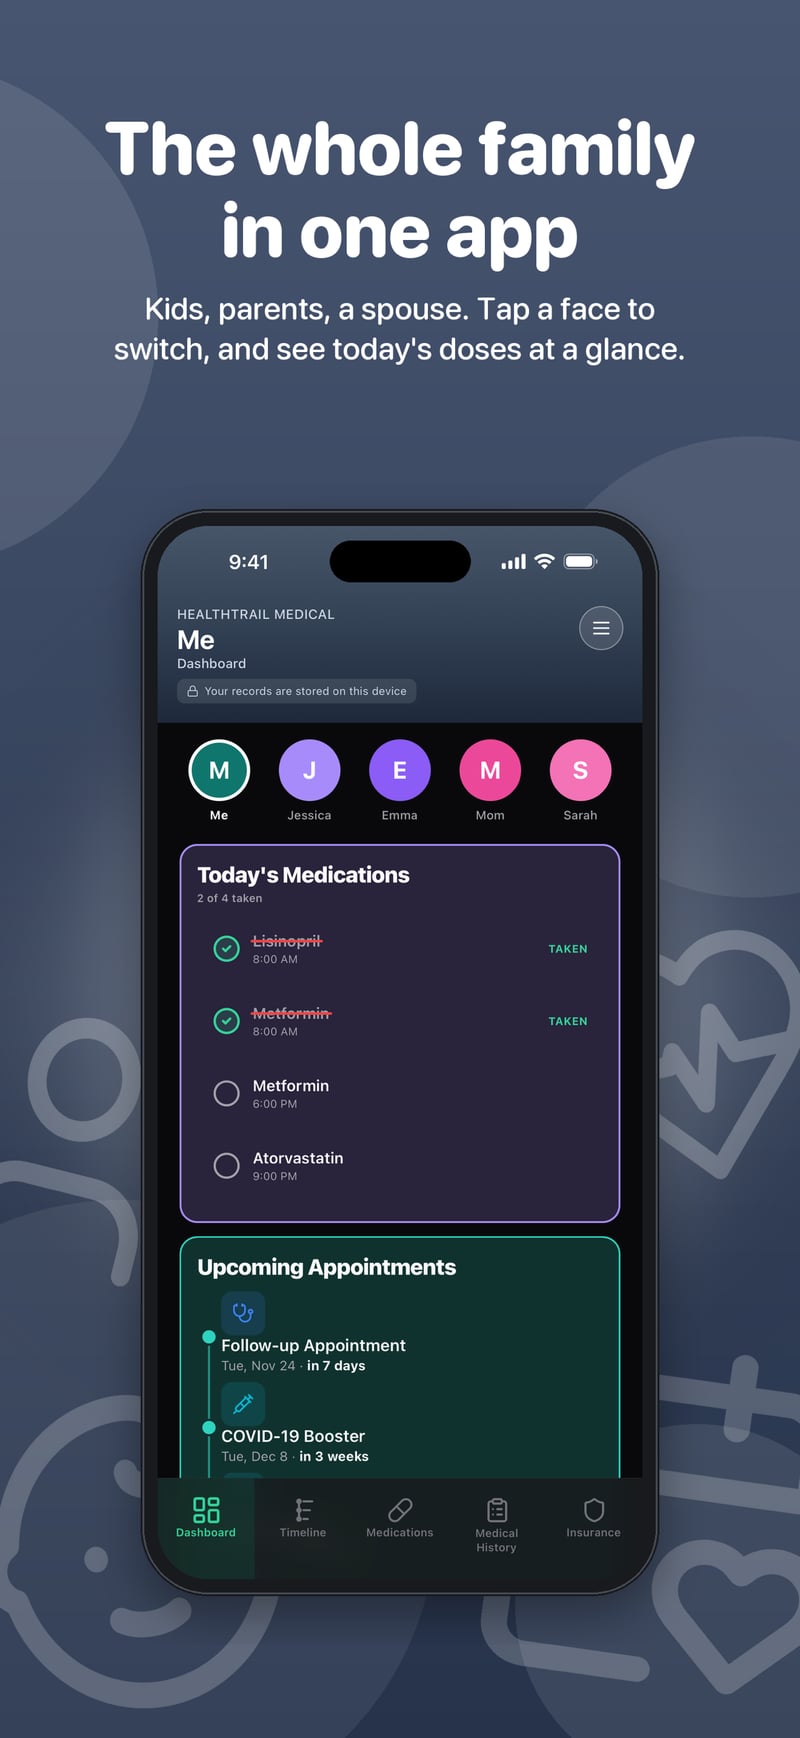 The whole family
in one app
Kids, parents, a spouse. Tap a face to
switch, and see today's doses at a glance.
9:41
HEALTHTRAIL MEDICAL
Me
Dashboard
Your records are stored on this device
M
J
E
M
S
Me
Jessica
Emma
Mom
Sarah
Today's Medications
2 of 4 taken
Lisinopril
8:00 AM
TAKEN
Metformin
8:00 AM
TAKEN
Metformin
6:00 PM
Atorvastatin
9:00 PM
Upcoming Appointments
Follow-up Appointment
Tue, Nov 24 · in 7 days
COVID-19 Booster
Tue, Dec 8 · in 3 weeks
Dashboard
Timeline
Medications
Medical
History
Insurance